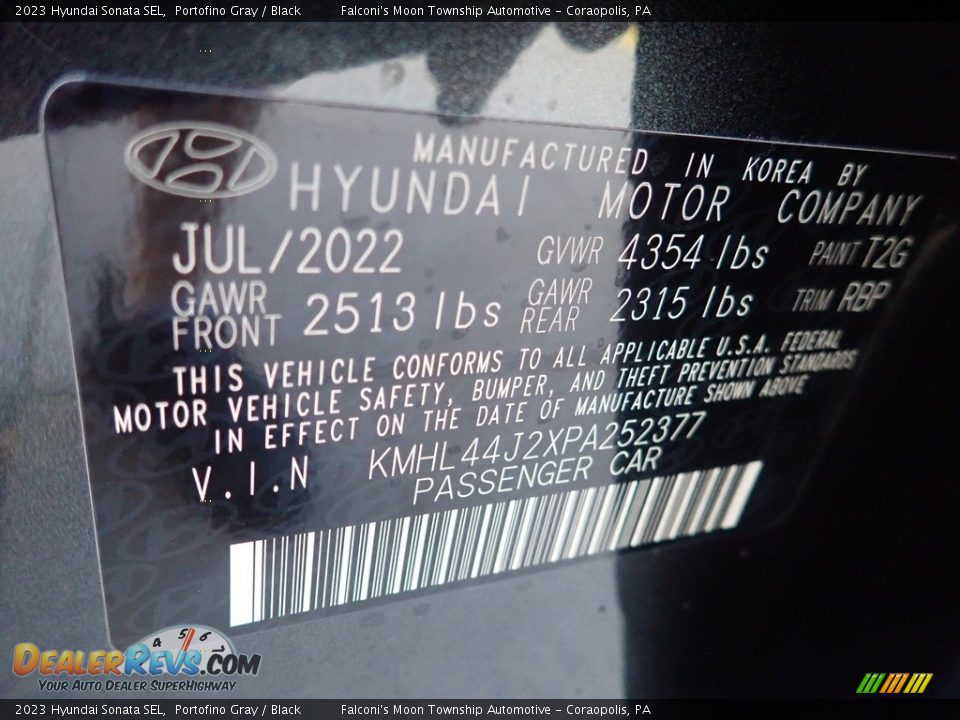 2023 Hyundai Sonata SEL, Portofino Gray / Black Falconi's Moon Township Automotive - Coraopolis, PA
MANUFACTURED IN KOREA BY
HYUNDAI MOTOR COMPANY
JUL/2022 GVWR 4354 lbs PAINT T2G
GAWR FRONT 2513 lbs GAWR REAR 2315 lbs TRIM RBP
THIS VEHICLE CONFORMS TO ALL APPLICABLE U.S.A. FEDERAL
MOTOR VEHICLE SAFETY, BUMPER, AND THEFT PREVENTION STANDARDS
IN EFFECT ON THE DATE OF MANUFACTURE SHOWN ABOVE
V.I.N KMHL44J2XPA252377
PASSENGER CAR
4 5 6
DEALERREVS.COM
YOUR AUTO DEALER SUPERHIGHWAY
2023 Hyundai Sonata SEL, Portofino Gray / Black Falconi's Moon Township Automotive - Coraopolis, PA